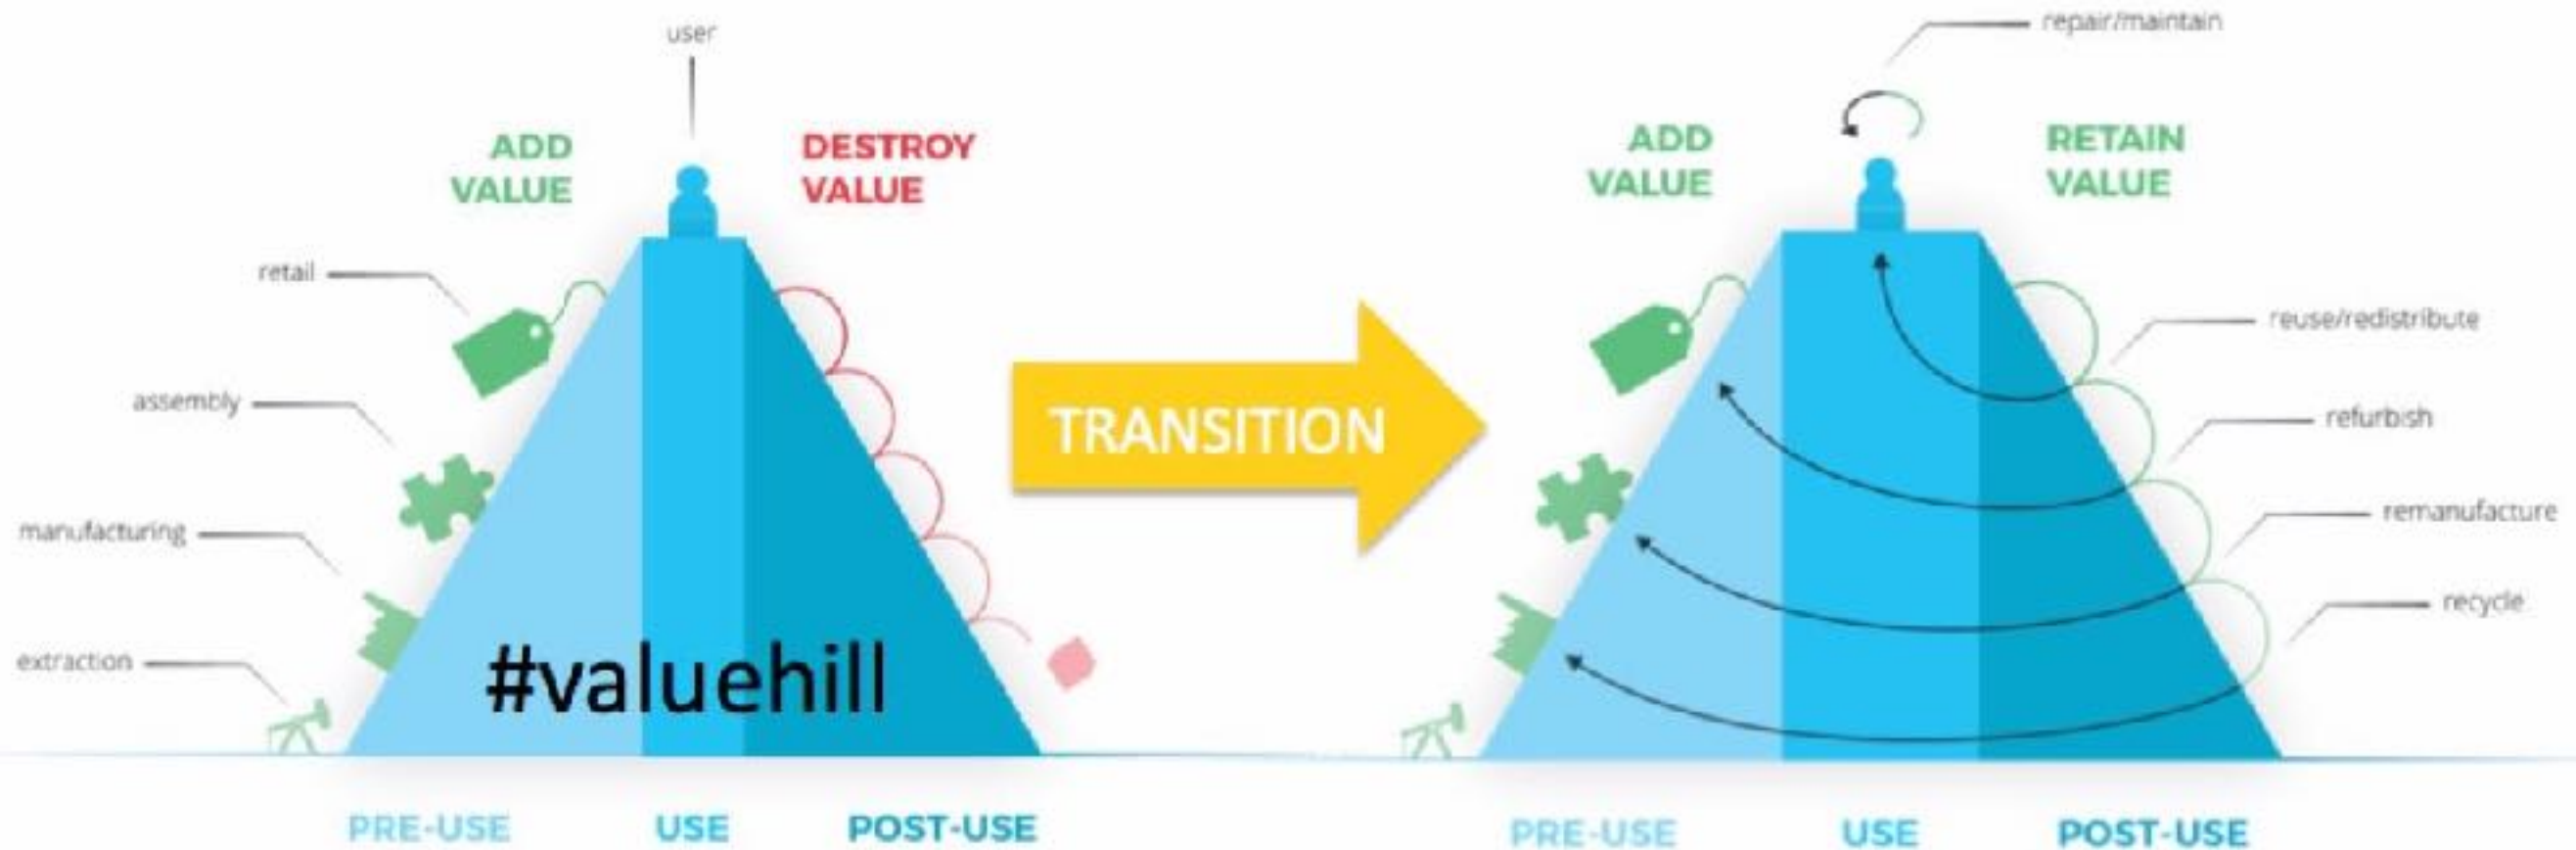 user
ADD
VALUE
DESTROY
VALUE
retail
assembly
manufacturing
extraction
#valuehill
PRE-USE
USE
POST-USE
TRANSITION
repair/maintain
ADD
VALUE
RETAIN
VALUE
reuse/redistribute
refurbish
remanufacture
recycle
PRE-USE
USE
POST-USE